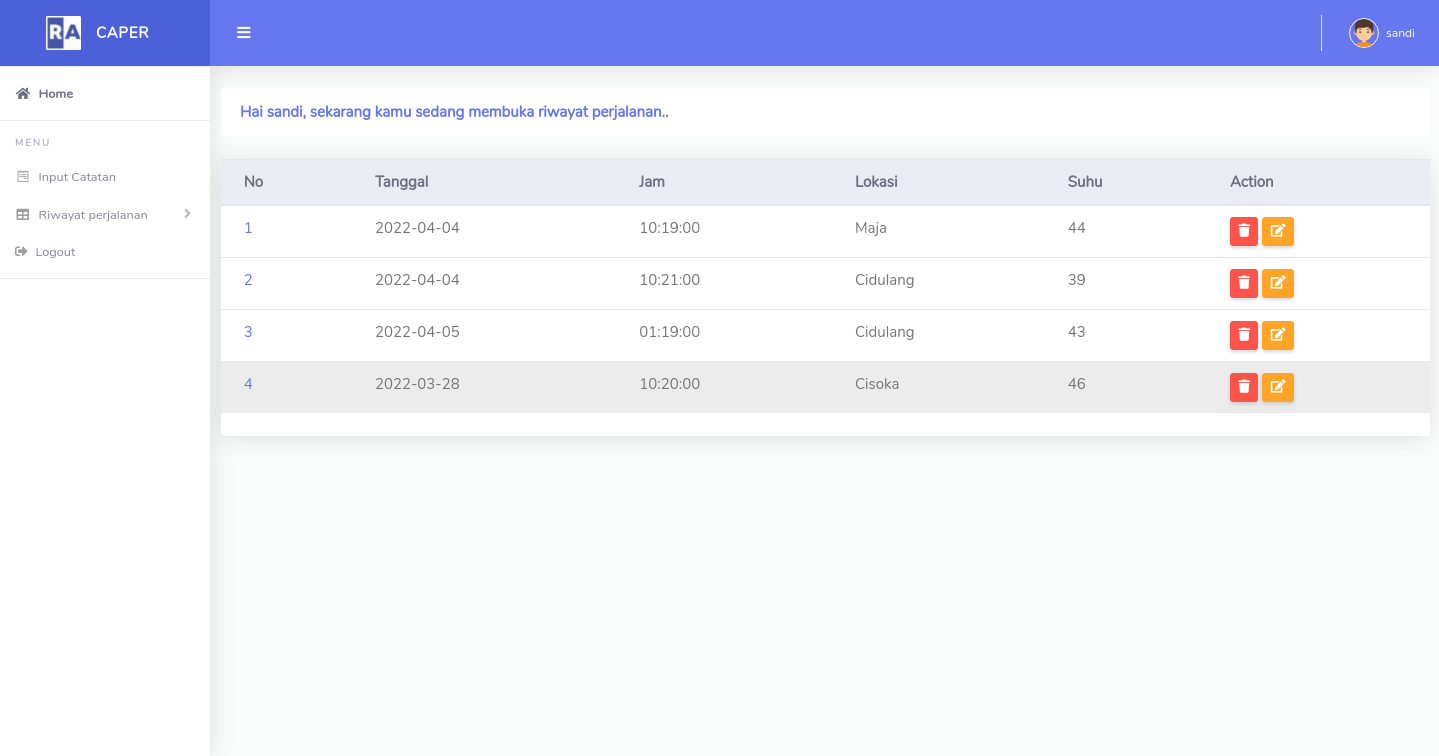 RA CAPER
sandi
Home
MENU
Input Catatan
Riwayat perjalanan
Logout
Hai sandi, sekarang kamu sedang membuka riwayat perjalanan..
No Tanggal Jam Lokasi Suhu Action
1 2022-04-04 10:19:00 Maja 44
2 2022-04-04 10:21:00 Cidulang 39
3 2022-04-05 01:19:00 Cidulang 43
4 2022-03-28 10:20:00 Cisoka 46